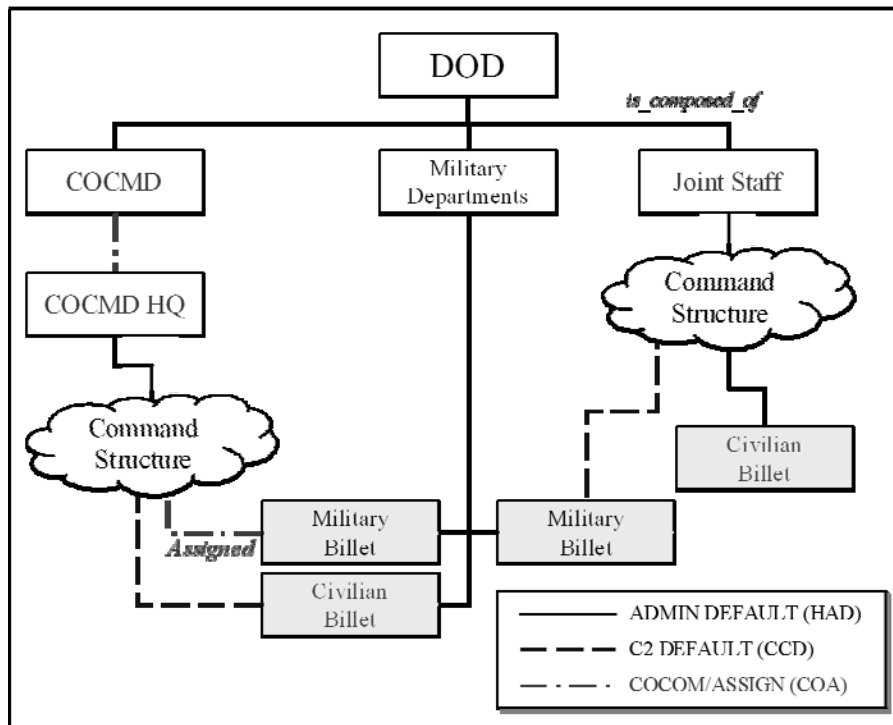 DOD
is_composed_of
COCMD
Military
Departments
Joint Staff
COCMD HQ
Command
Structure
Command
Structure
Civilian
Billet
Military
Billet
Military
Billet
Assigned
Civilian
Billet
ADMIN DEFAULT (HAD)
C2 DEFAULT (CCD)
COCOM/ASSIGN (COA)